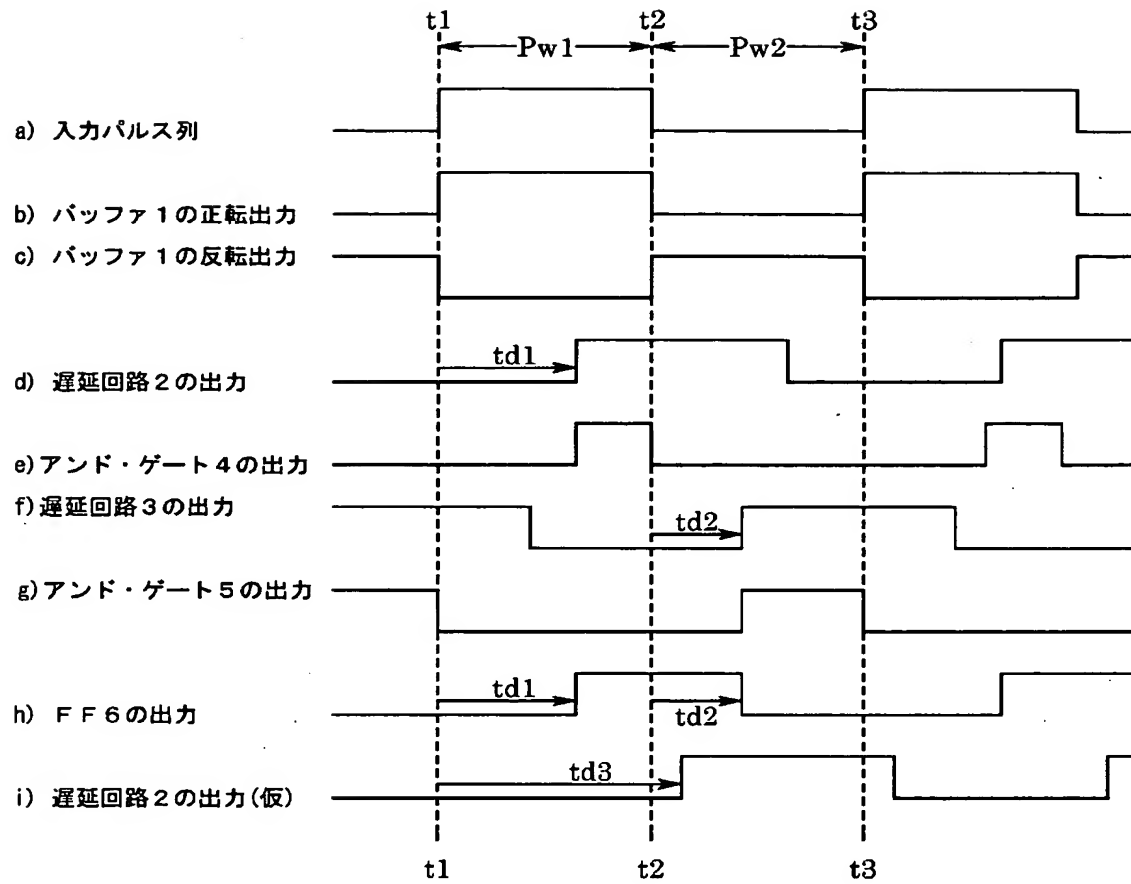 t1 t2 t3
Pw1 Pw2
a) 入力パルス列
b) バッファ１の正転出力
c) バッファ１の反転出力
td1
d) 遅延回路２の出力
e)アンド・ゲート４の出力
f)遅延回路３の出力
td2
g)アンド・ゲート５の出力
td1
td2
h) ＦＦ６の出力
td3
i) 遅延回路２の出力(仮)
t1 t2 t3